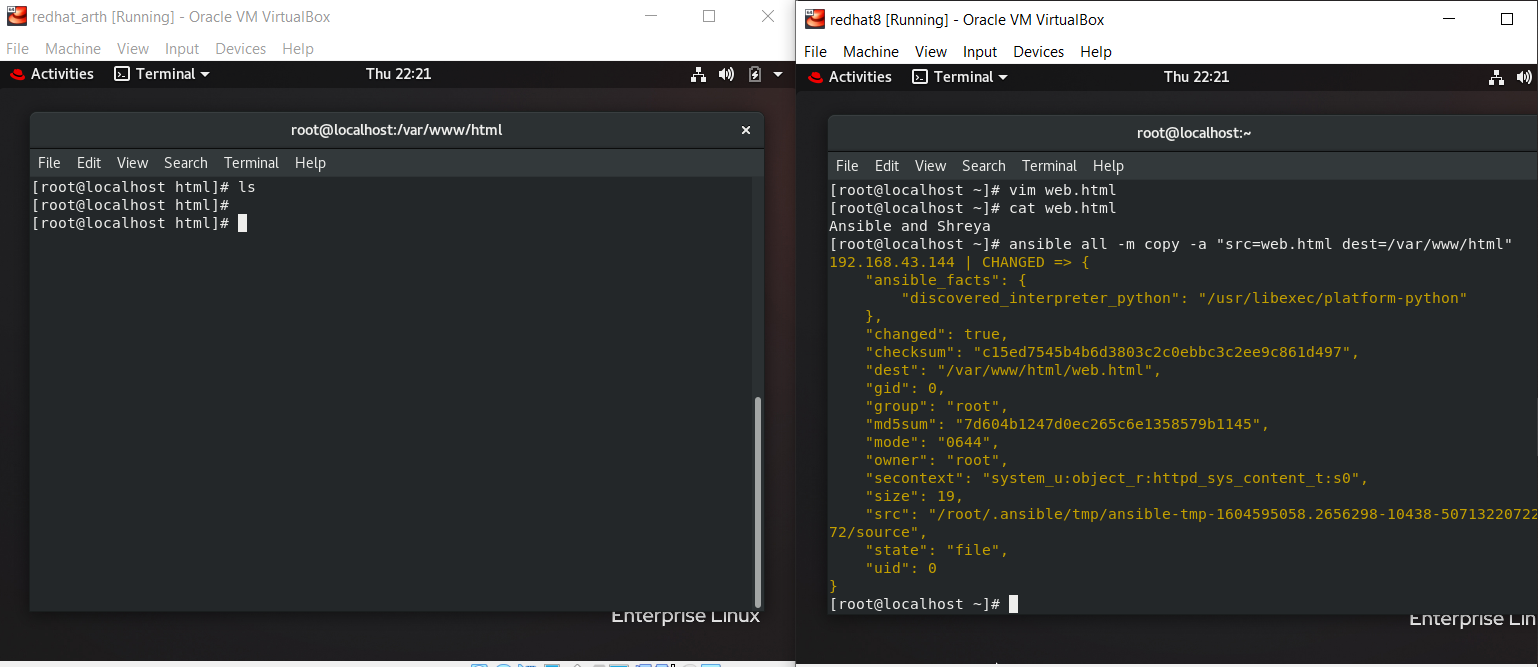 redhat_arth [Running] - Oracle VM VirtualBox
File Machine View Input Devices Help
Activities Terminal Thu 22:21
root@localhost:/var/www/html
File Edit View Search Terminal Help
[root@localhost html]# ls
[root@localhost html]#
[root@localhost html]#
Enterprise Linux
redhat8 [Running] - Oracle VM VirtualBox
File Machine View Input Devices Help
Activities Terminal Thu 22:21
root@localhost:~
File Edit View Search Terminal Help
[root@localhost ~]# vim web.html
[root@localhost ~]# cat web.html
Ansible and Shreya
[root@localhost ~]# ansible all -m copy -a "src=web.html dest=/var/www/html"
192.168.43.144 | CHANGED => {
    "ansible_facts": {
        "discovered_interpreter_python": "/usr/libexec/platform-python"
    },
    "changed": true,
    "checksum": "c15ed7545b4b6d3803c2c0ebbc3c2ee9c861d497",
    "dest": "/var/www/html/web.html",
    "gid": 0,
    "group": "root",
    "md5sum": "7d604b1247d0ec265c6e1358579b1145",
    "mode": "0644",
    "owner": "root",
    "secontext": "system_u:object_r:httpd_sys_content_t:s0",
    "size": 19,
    "src": "/root/.ansible/tmp/ansible-tmp-1604595058.2656298-10438-50713220722
72/source",
    "state": "file",
    "uid": 0
}
[root@localhost ~]#
Enterprise Lin